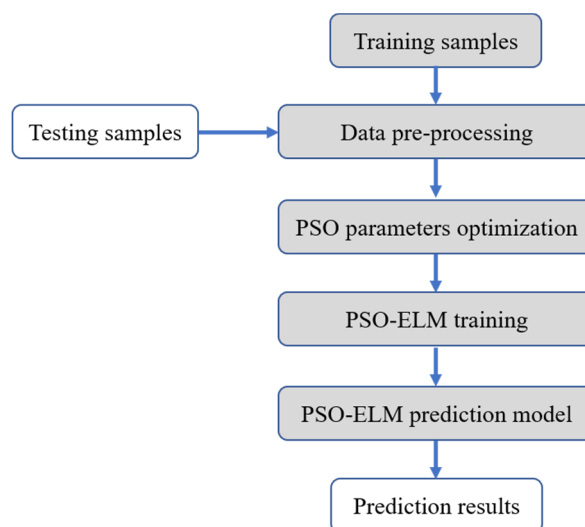 Training samples
Testing samples
Data pre-processing
PSO parameters optimization
PSO-ELM training
PSO-ELM prediction model
Prediction results